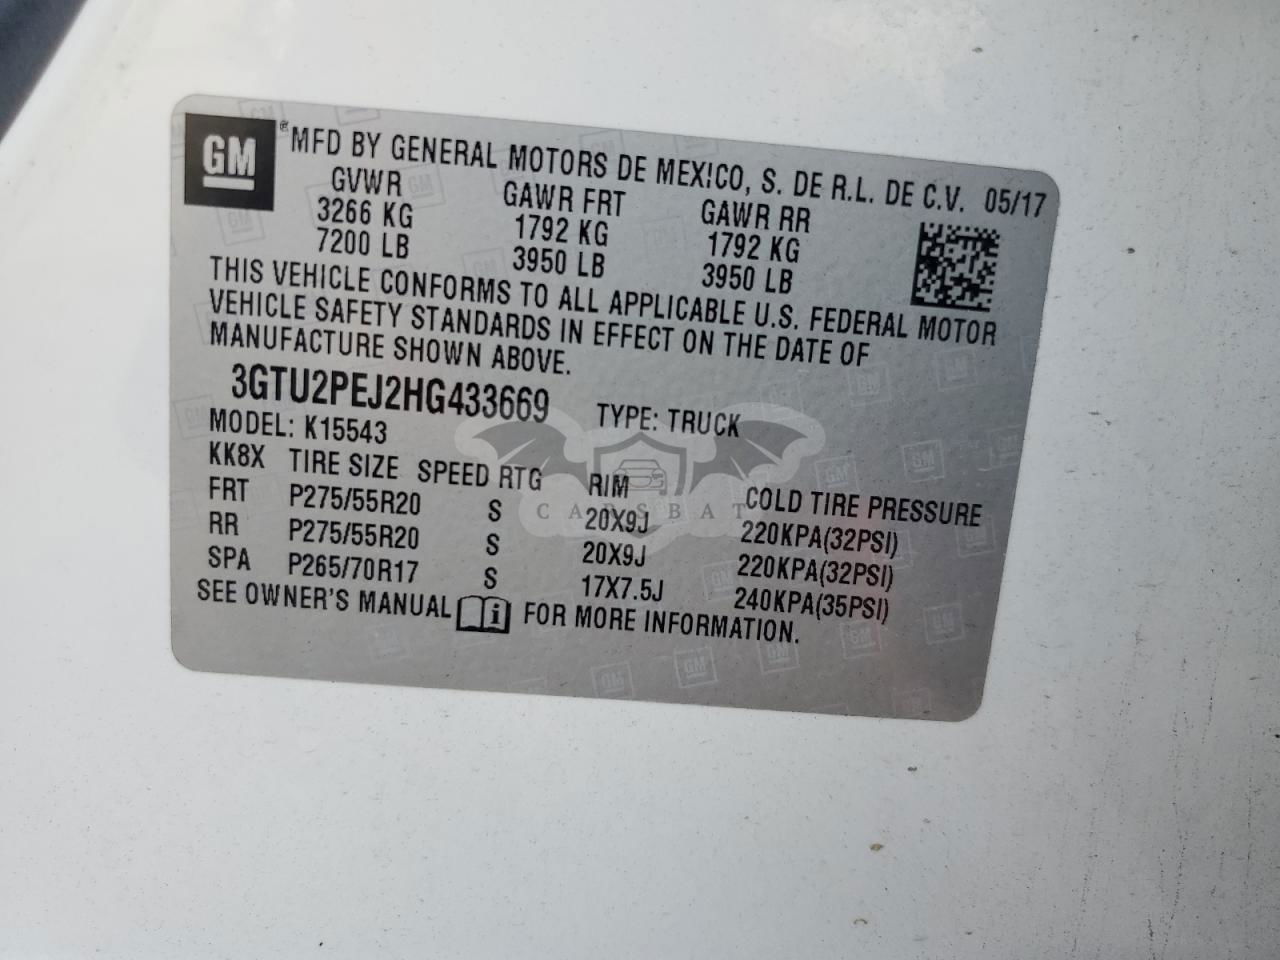 GM ® MFD BY GENERAL MOTORS DE MEXICO, S. DE R.L. DE C.V. 05/17
GVWR GAWR FRT GAWR RR
3266 KG 1792 KG 1792 KG
7200 LB 3950 LB 3950 LB
THIS VEHICLE CONFORMS TO ALL APPLICABLE U.S. FEDERAL MOTOR
VEHICLE SAFETY STANDARDS IN EFFECT ON THE DATE OF
MANUFACTURE SHOWN ABOVE.
3GTU2PEJ2HG433669 TYPE: TRUCK
MODEL: K15543
KK8X TIRE SIZE SPEED RTG RIM COLD TIRE PRESSURE
FRT P275/55R20 S 20X9J 220KPA(32PSI)
RR P275/55R20 S 20X9J 220KPA(32PSI)
SPA P265/70R17 S 17X7.5J 240KPA(35PSI)
SEE OWNER'S MANUAL i FOR MORE INFORMATION.
CARSBAT